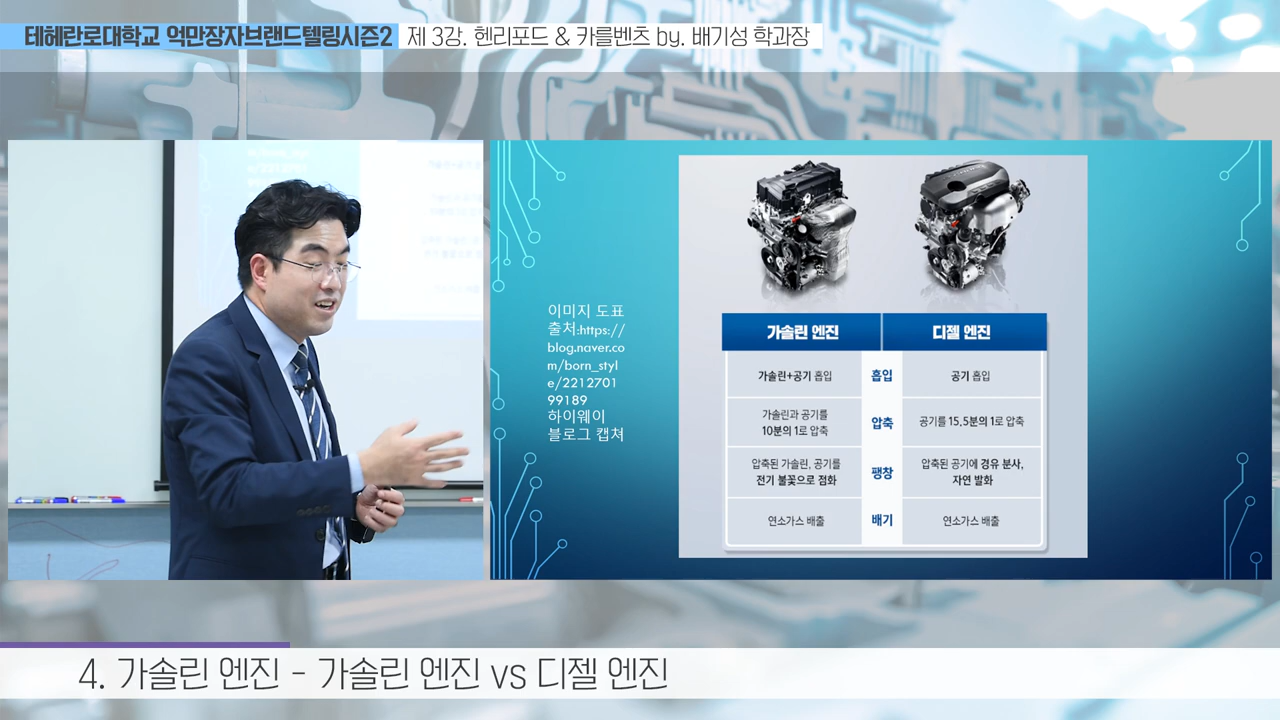 테헤란로대학교 억만장자브랜드텔링시즌2 제 3강. 헨리포드 & 카를벤츠 by. 배기성 학과장
이미지 도표
출처:https://
blog.naver.co
m/born_styl
e/2212701
99189
하이웨이
블로그 캡쳐
가솔린 엔진 디젤 엔진
가솔린+공기 흡입 흡입 공기 흡입
가솔린과 공기를
10분의 1로 압축
압축
공기를 15.5분의 1로 압축
압축된 가솔린, 공기를
전기 불꽃으로 점화
팽창
압축된 공기에 경유 분사,
자연 발화
연소가스 배출 배기 연소가스 배출
4. 가솔린 엔진 - 가솔린 엔진 vs 디젤 엔진